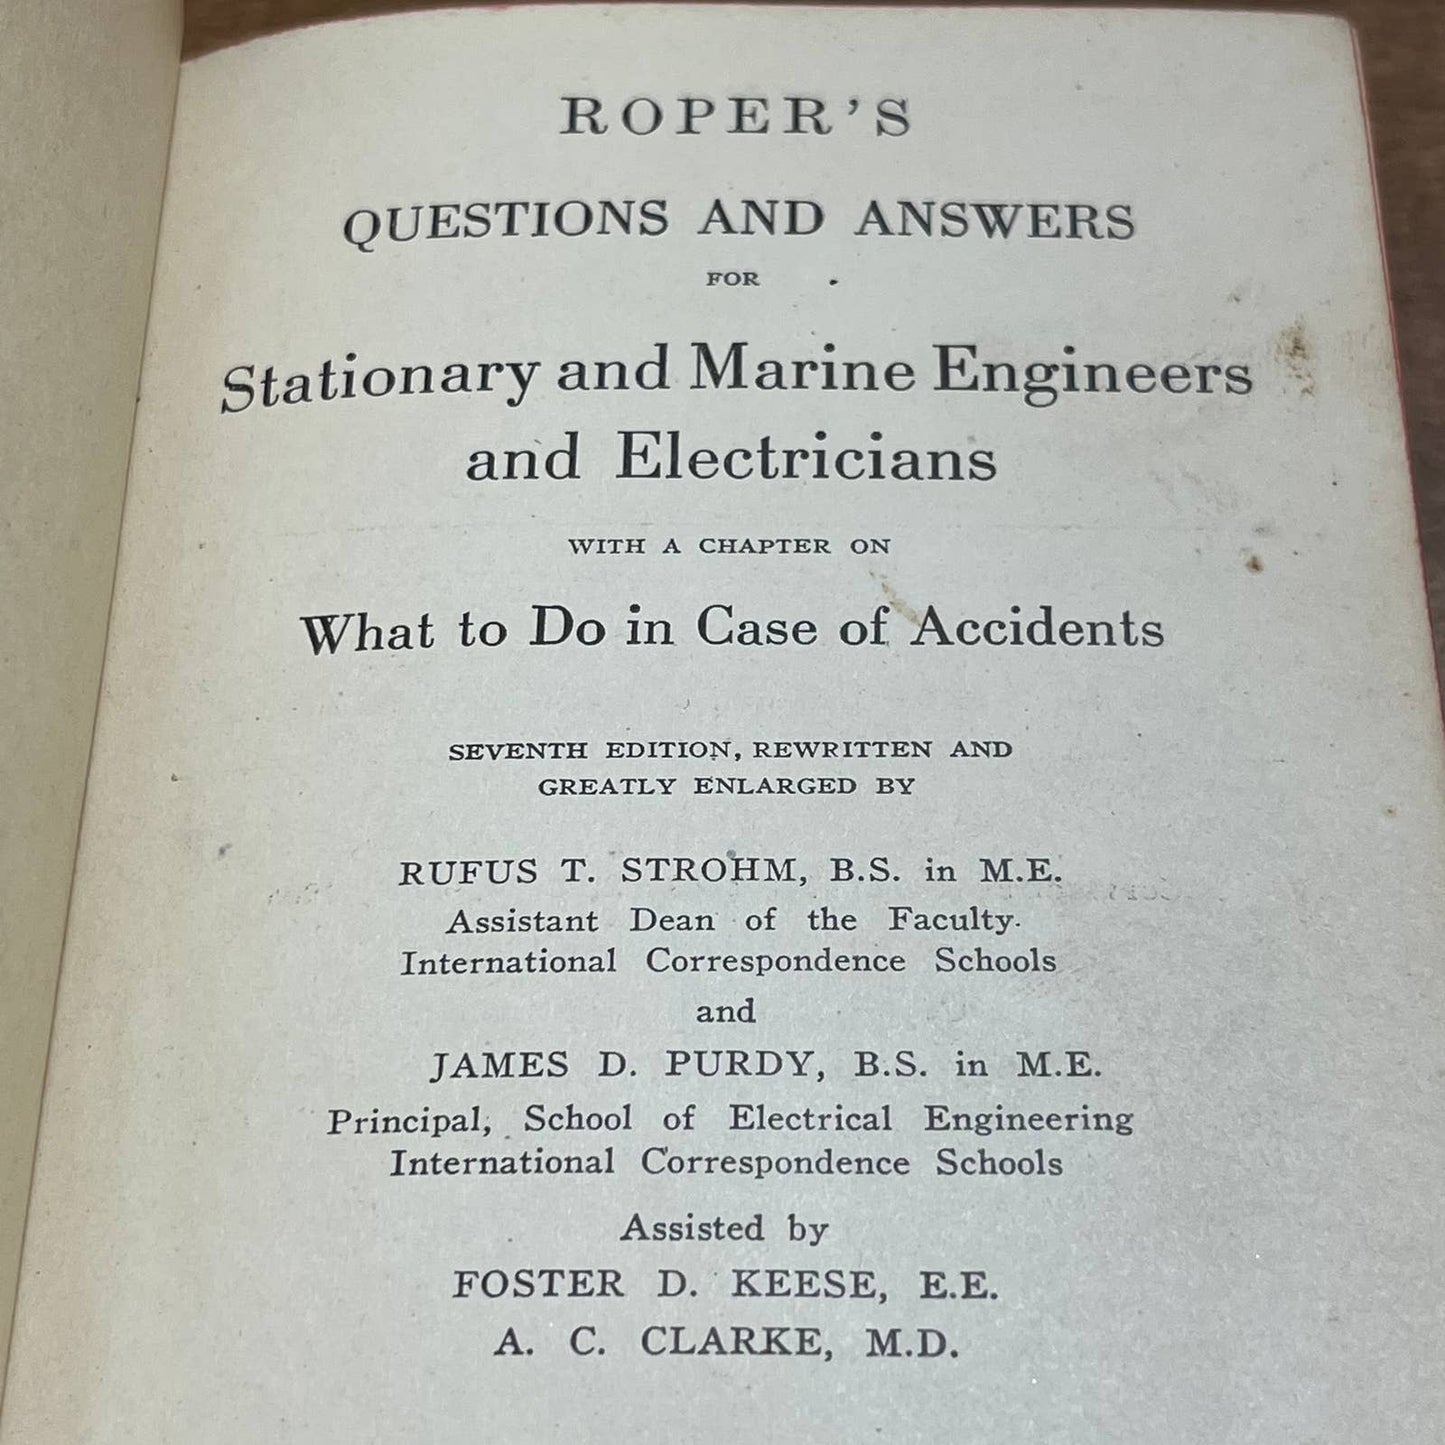 ROPER'S
QUESTIONS AND ANSWERS
FOR
Stationary and Marine Engineers
and Electricians
WITH A CHAPTER ON
What to Do in Case of Accidents
SEVENTH EDITION, REWRITTEN AND
GREATLY ENLARGED BY
RUFUS T. STROHM, B.S. in M.E.
Assistant Dean of the Faculty.
International Correspondence Schools
and
JAMES D. PURDY, B.S. in M.E.
Principal, School of Electrical Engineering
International Correspondence Schools
Assisted by
FOSTER D. KEESE, E.E.
A. C. CLARKE, M.D.